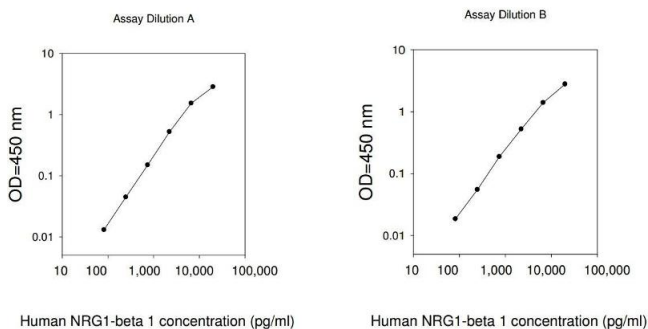 Assay Dilution A
10
1
0.1
0.01
OD=450 nm
10 100 1,000 10,000 100,000
Human NRG1-beta 1 concentration (pg/ml)
Assay Dilution B
10
1
0.1
0.01
OD=450 nm
10 100 1,000 10,000 100,000
Human NRG1-beta 1 concentration (pg/ml)